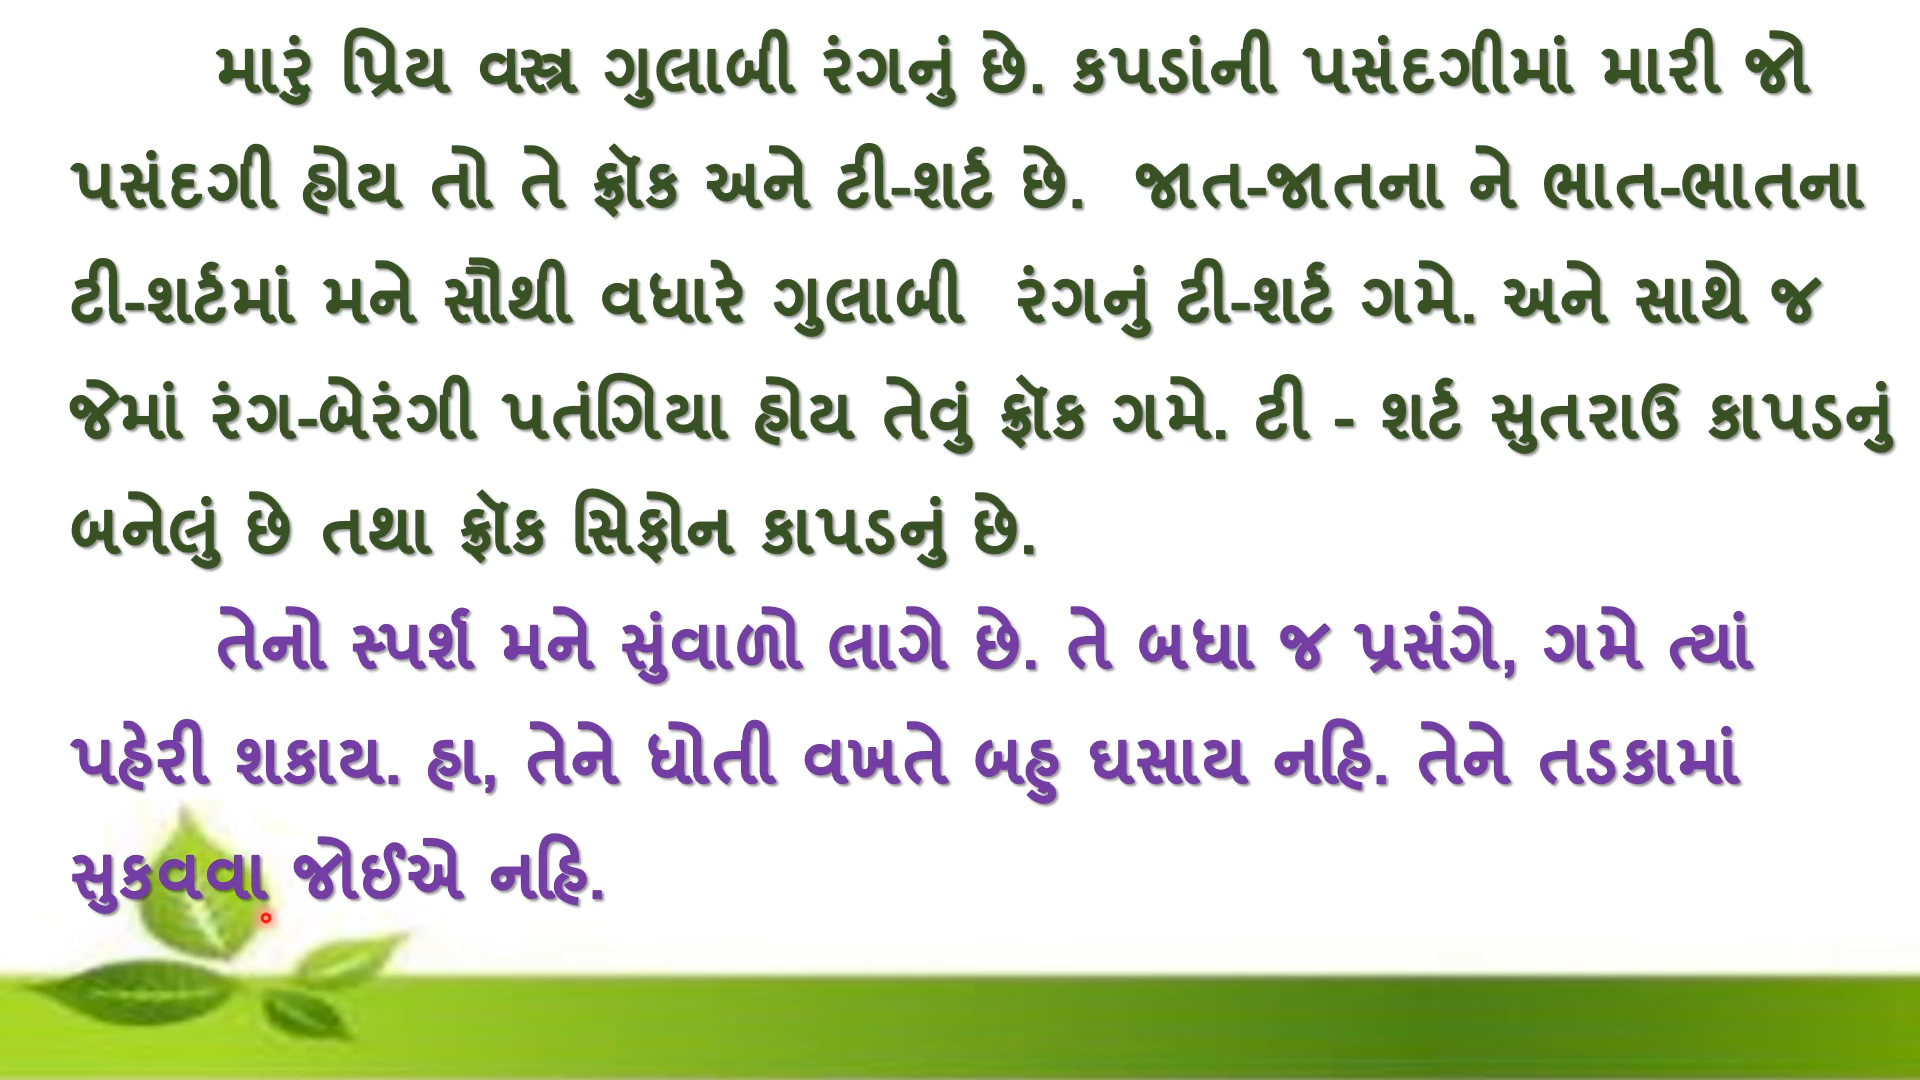 મારું પ્રિય વસ્ત્ર ગુલાબી રંગનું છે. કપડાંની પસંદગીમાં મારી જો
પસંદગી હોય તો તે ફ્રૉક અને ટી-શર્ટ છે. જાત-જાતના ને ભાત-ભાતના
ટી-શર્ટમાં મને સૌથી વધારે ગુલાબી રંગનું ટી-શર્ટ ગમે. અને સાથે જ
જેમાં રંગ-બેરંગી પતંગિયા હોય તેવું ફ્રૉક ગમે. ટી - શર્ટ સુતરાઉ કાપડનું
બનેલું છે તથા ફ્રૉક સિફોન કાપડનું છે.
તેનો સ્પર્શ મને સુંવાળો લાગે છે. તે બધા જ પ્રસંગે, ગમે ત્યાં
પહેરી શકાય. હા, તેને ધોતી વખતે બહુ ઘસાય નહિ. તેને તડકામાં
સુકવવા જોઈએ નહિ.